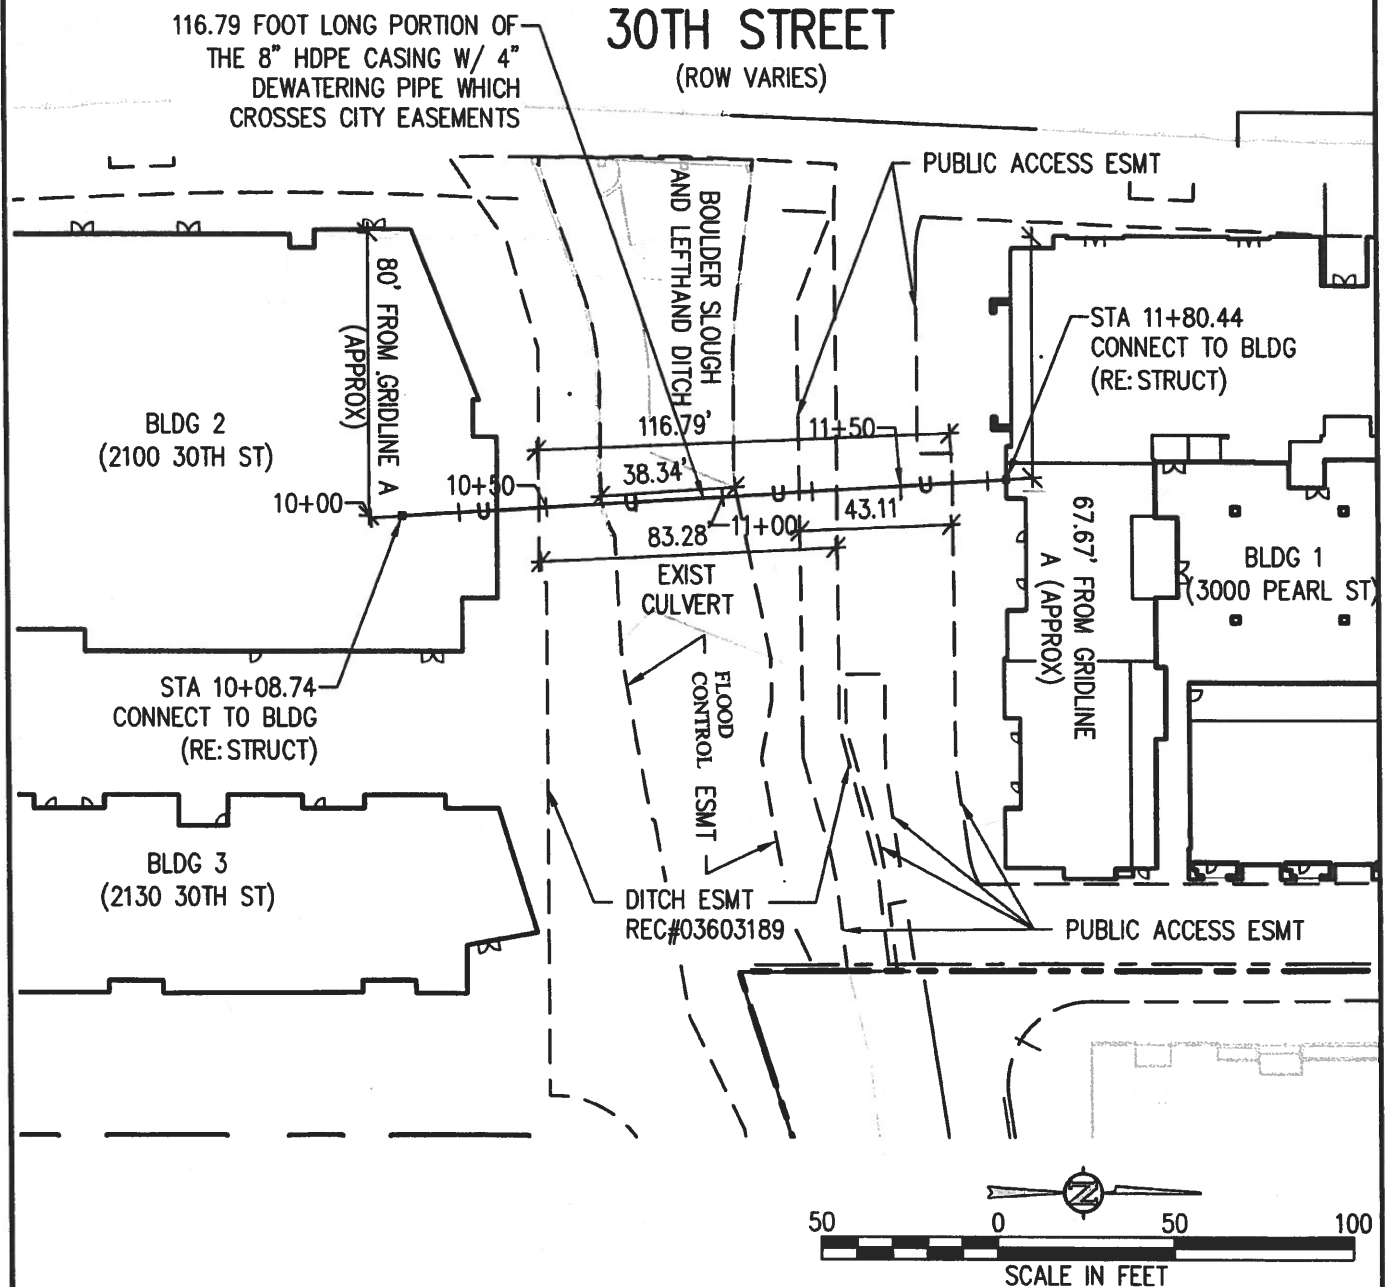 116.79 FOOT LONG PORTION OF
THE 8" HDPE CASING W/ 4"
DEWATERING PIPE WHICH
CROSSES CITY EASEMENTS
30TH STREET
(ROW VARIES)
PUBLIC ACCESS ESMT
BOULDER SLOUGH
AND LEFTHAND DITCH
80' FROM GRIDLINE A
(APPROX)
STA 11+80.44
CONNECT TO BLDG
(RE: STRUCT)
BLDG 2
(2100 30TH ST)
116.79'
11+50
38.34'
10+50
10+00
11+00
43.11'
83.28'
EXIST
CULVERT
67.67' FROM GRIDLINE
A (APPROX)
BLDG 1
(3000 PEARL ST)
STA 10+08.74
CONNECT TO BLDG
(RE: STRUCT)
FLOOD
CONTROL ESMT
BLDG 3
(2130 30TH ST)
DITCH ESMT
REC#03603189
PUBLIC ACCESS ESMT
N
50 0 50 100
SCALE IN FEET